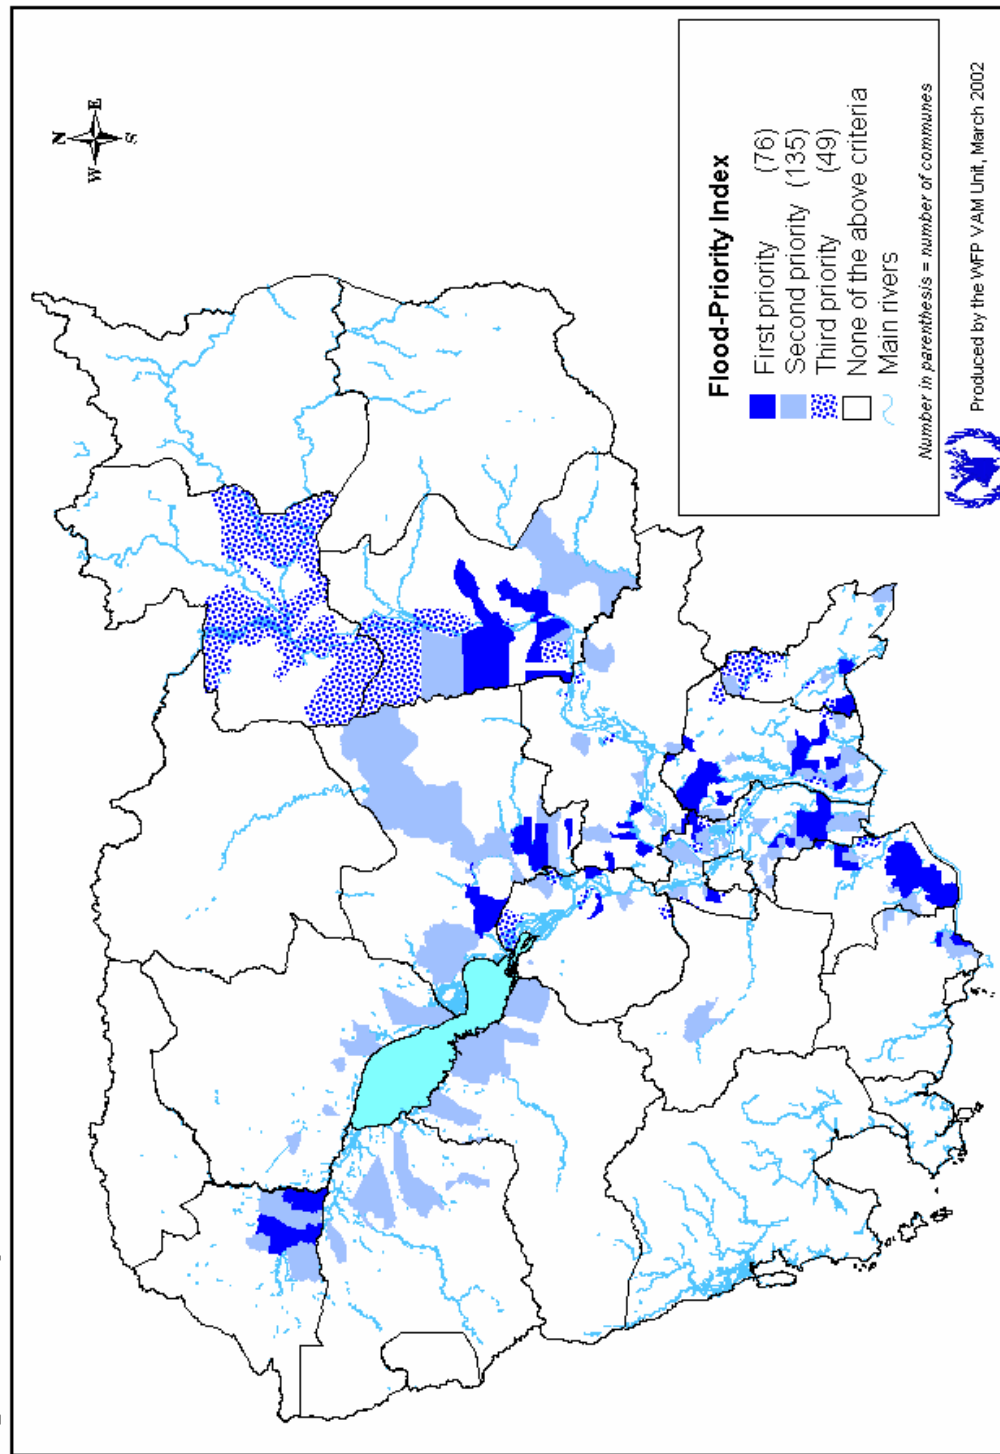 N
W E
S
Flood-Priority Index
First priority (76)
Second priority (135)
Third priority (49)
None of the above criteria
Main rivers
Number in parenthesis = number of communes
Produced by the WFP VAM Unit, March 2002